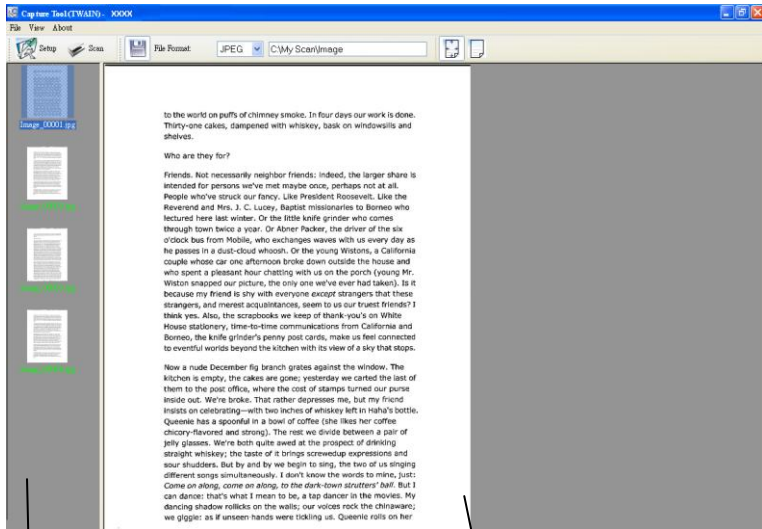 Capture Tool(TWAIN) - XXXX
File View About
Setup Scan File Format: JPEG C:\My Scan\Image
Image_00001.jpg
to the world on puffs of chimney smoke. In four days our work is done.
Thirty-one cakes, dampened with whiskey, bask on windowsills and
shelves.
Who are they for?
Friends. Not necessarily neighbor friends: indeed, the larger share is
intended for persons we've met maybe once, perhaps not at all.
People who've struck our fancy. Like President Roosevelt. Like the
Reverend and Mrs. J. C. Lucey, Baptist missionaries to Borneo who
lectured here last winter. Or the little knife grinder who comes
through town twice a year. Or Abner Packer, the driver of the six
o'clock bus from Mobile, who exchanges waves with us every day as
he passes in a dust-cloud whoosh. Or the young Wistons, a California
couple whose car one afternoon broke down outside the house and
who spent a pleasant hour chatting with us on the porch (young Mr.
Wiston snapped our picture, the only one we've ever had taken). Is it
because my friend is shy with everyone except strangers that these
strangers, and merest acquaintances, seem to us our truest friends? I
think yes. Also, the scrapbooks we keep of thank-you's on White
House stationery, time-to-time communications from California and
Borneo, the knife grinder's penny post cards, make us feel connected
to eventful worlds beyond the kitchen with its view of a sky that stops.
Now a nude December fig branch grates against the window. The
kitchen is empty, the cakes are gone; yesterday we carted the last of
them to the post office, where the cost of stamps turned our purse
inside out. We're broke. That rather depresses me, but my friend
insists on celebrating—with two inches of whiskey left in Haha's bottle.
Queenie has a spoonful in a bowl of coffee (she likes her coffee
chicory-flavored and strong). The rest we divide between a pair of
jelly glasses. We're both quite awed at the prospect of drinking
straight whiskey; the taste of it brings screwedup expressions and
sour shudders. But by and by we begin to sing, the two of us singing
different songs simultaneously. I don't know the words to mine, just:
Come on along, come on along, to the dark-town strutters' ball. But I
can dance: that's what I mean to be, a tap dancer in the movies. My
dancing shadow rollicks on the walls; our voices rock the chinaware;
we giggle: as if unseen hands were tickling us. Queenie rolls on her